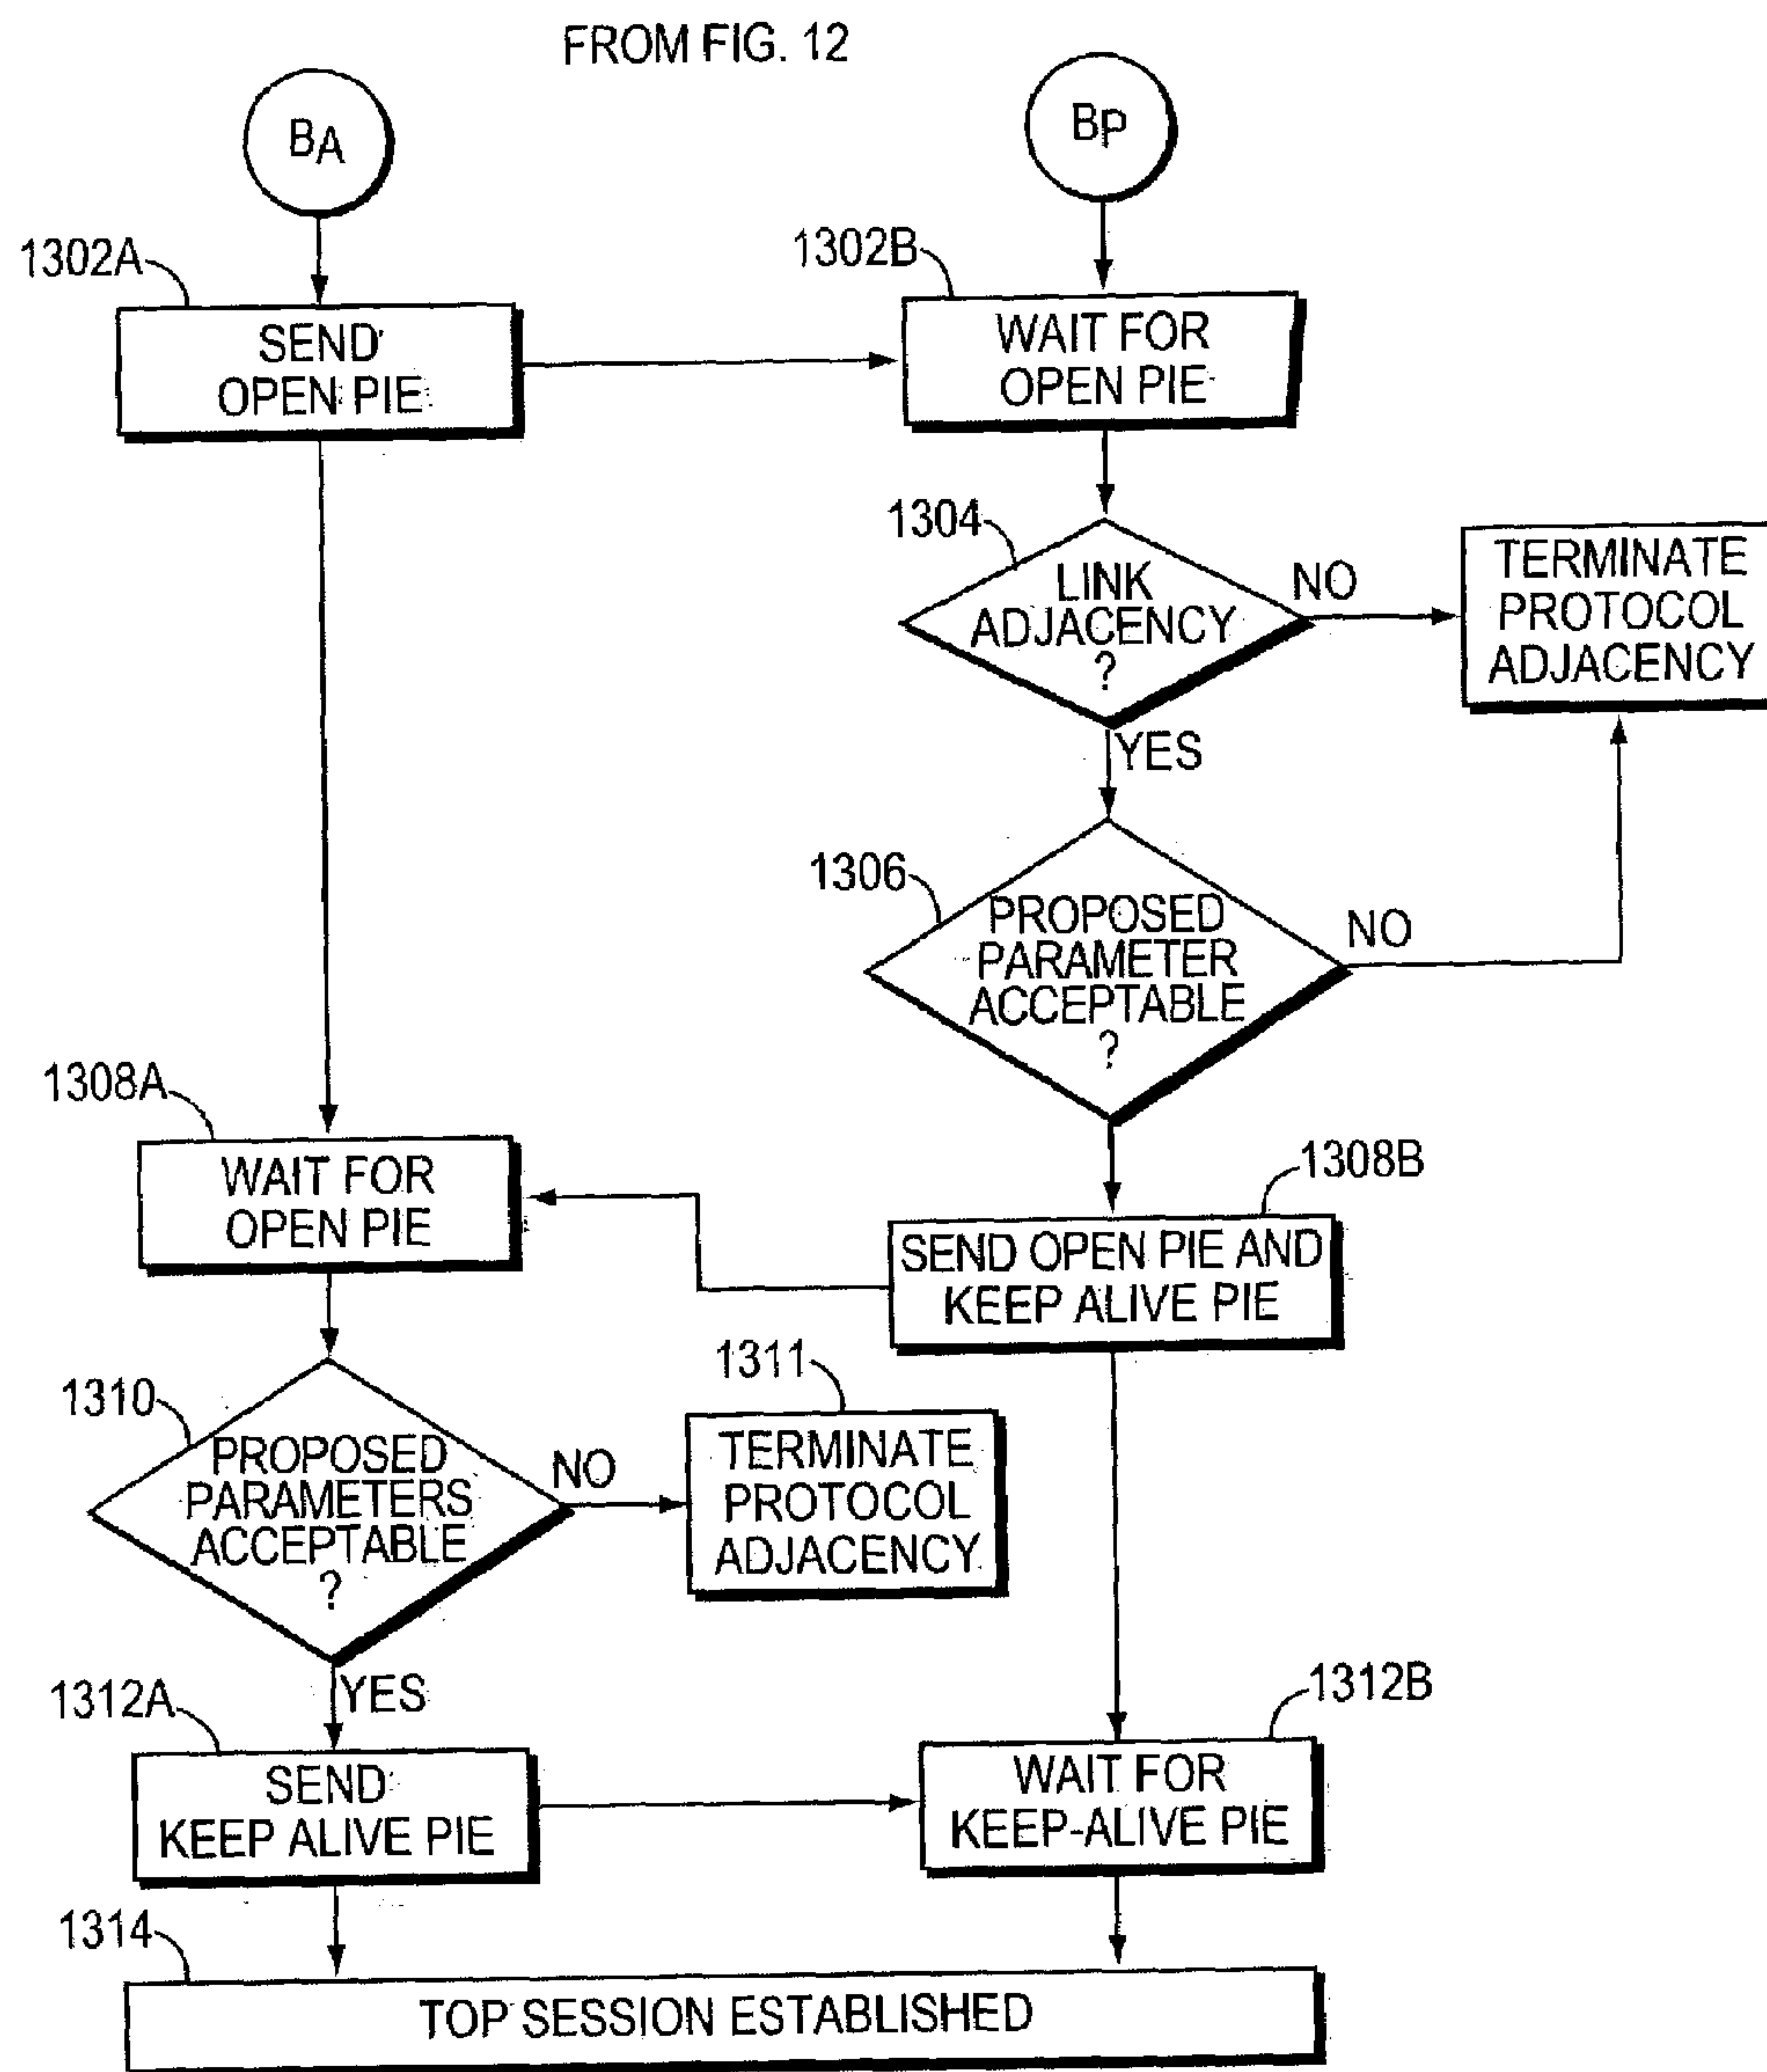 FROM FIG. 12
BA
BP
1302A
1302B
SEND
OPEN PIE
WAIT FOR
OPEN PIE
1304
LINK
ADJACENCY
?
NO
TERMINATE
PROTOCOL
ADJACENCY
YES
1306
PROPOSED
PARAMETER
ACCEPTABLE
?
NO
1308A
WAIT FOR
OPEN PIE
1308B
SEND OPEN PIE AND
KEEP ALIVE PIE
1310
PROPOSED
PARAMETERS
ACCEPTABLE
?
NO
1311
TERMINATE
PROTOCOL
ADJACENCY
YES
1312A
SEND
KEEP ALIVE PIE
1312B
WAIT FOR
KEEP-ALIVE PIE
1314
TOP SESSION ESTABLISHED